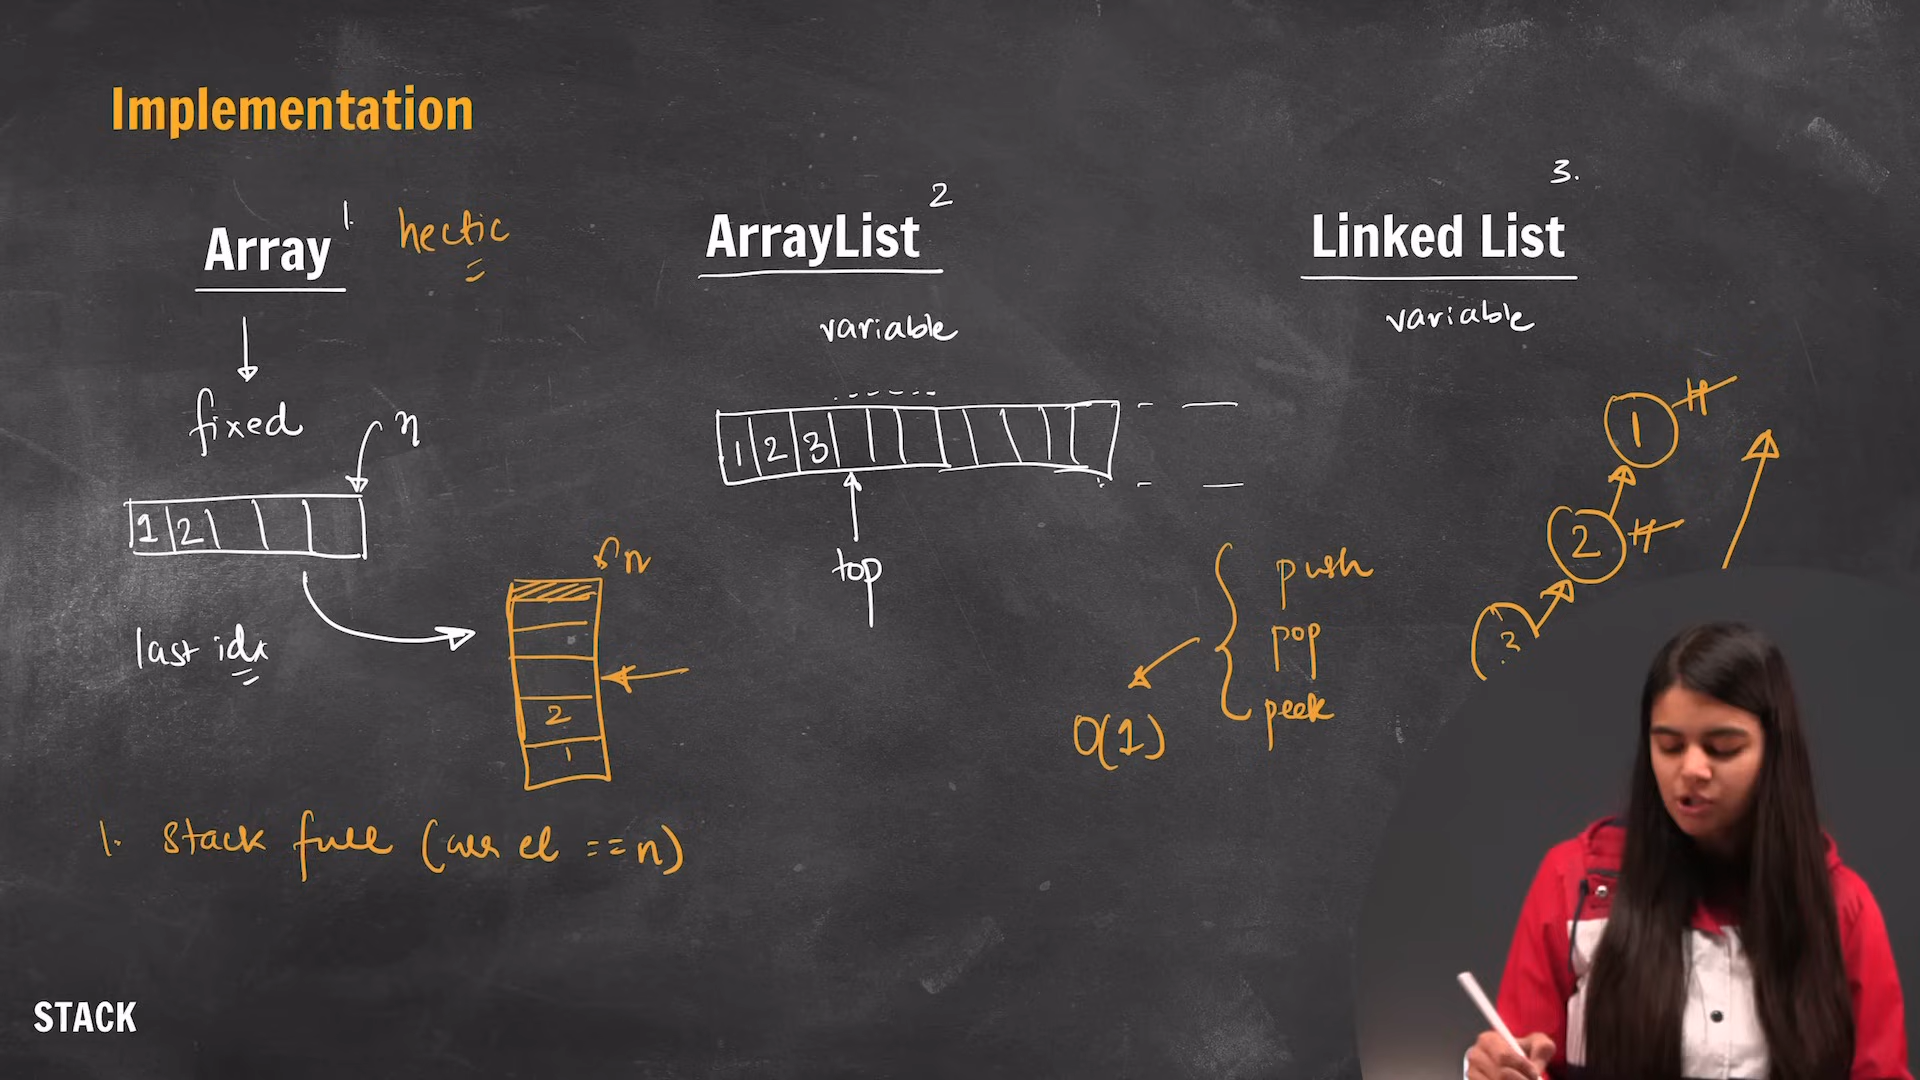 Implementation
Array
1.
hectic
fixed
n
1 2
last idx
n
2
1
1. Stack full (arr el == n)
ArrayList
2
variable
1 2 3
top
Linked List
3.
variable
1
2
3
push
pop
peek
O(1)
STACK